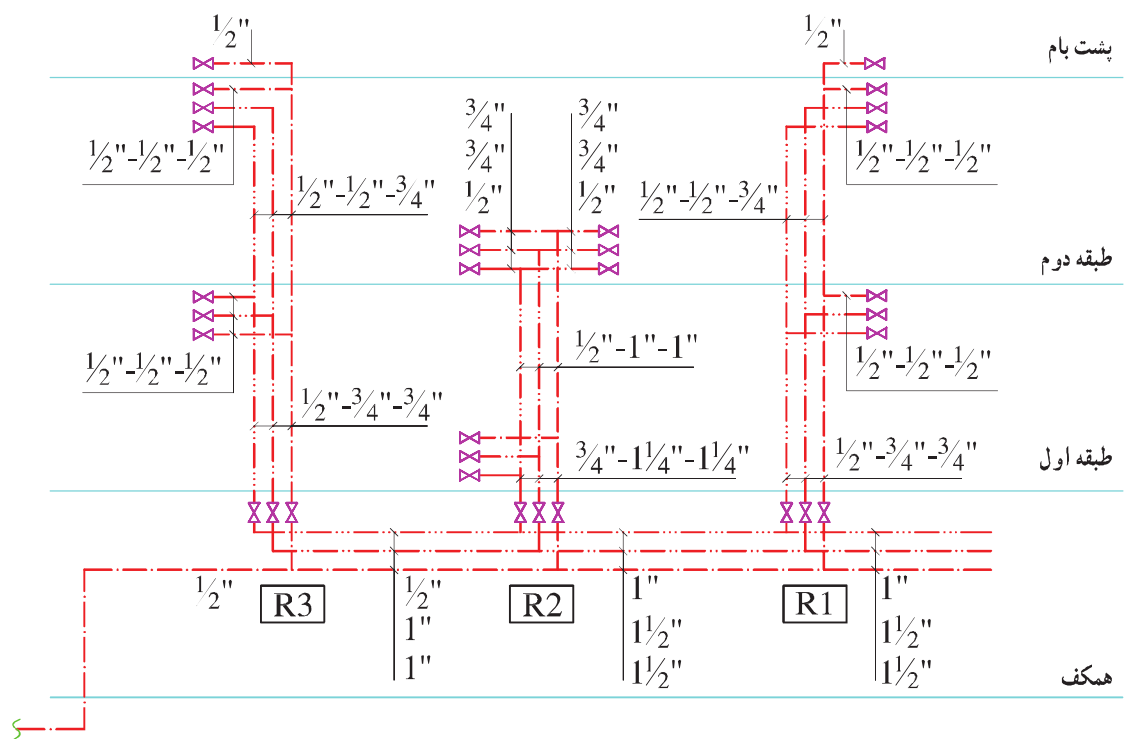 1/2" 1/2" پشت بام
3/4" 3/4"
1/2"-1/2"-1/2" 3/4" 3/4" 1/2"-1/2"-1/2"
1/2"-1/2"-3/4" 1/2" 1/2" 1/2"-1/2"-3/4"
طبقه دوم
1/2"-1/2"-1/2" 1/2"-1"-1" 1/2"-1/2"-1/2"
1/2"-3/4"-3/4" 3/4"-1 1/4"-1 1/4" 1/2"-3/4"-3/4" طبقه اول
1/2" R3 1/2" R2 1" R1 1"
1" 1 1/2" 1 1/2"
1" 1 1/2" 1 1/2" همکف